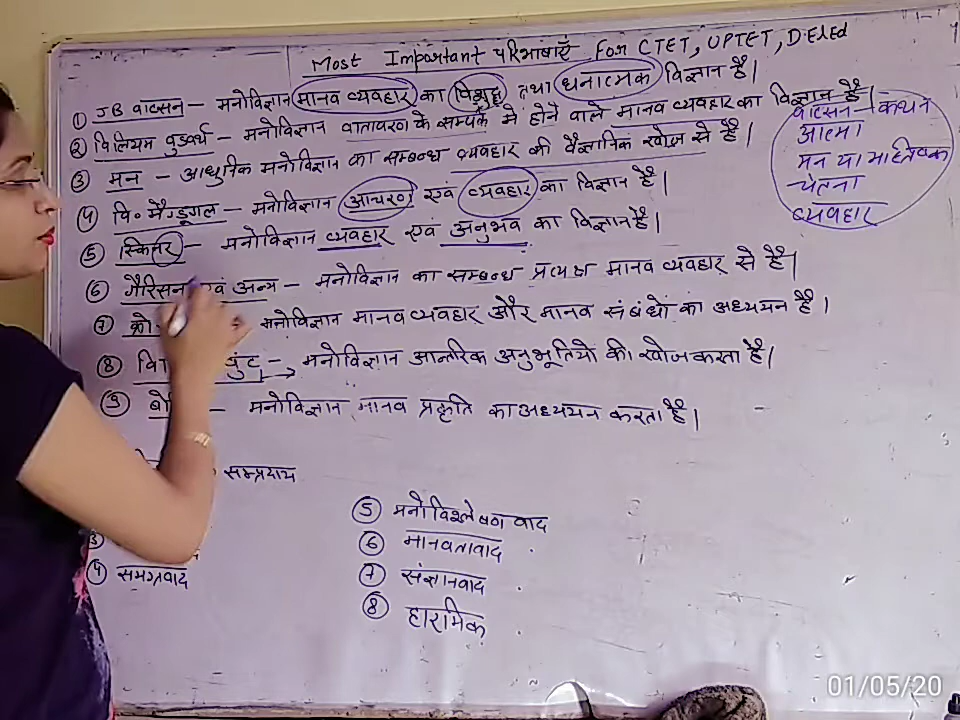 Most Important परिभाषाएँ For CTET, UPTET, D.El.Ed
① JB वाटसन - मनोविज्ञान मानव व्यवहार का विशुद्ध तथा धनात्मक विज्ञान है।
② विलियम वुडवर्थ - मनोविज्ञान वातावरण के सम्पर्क मे होने वाले मानव व्यवहार का विज्ञान है।
③ मन - आधुनिक मनोविज्ञान का सम्बन्ध व्यवहार की वैज्ञानिक खोज से है।
④ वि० मैग्डूगल - मनोविज्ञान आचरण एवं व्यवहार का विज्ञान है।
⑤ स्किनर - मनोविज्ञान व्यवहार एवं अनुभव का विज्ञान है।
⑥ गैरिसन एवं अन्य - मनोविज्ञान का सम्बन्ध प्रत्यक्ष मानव व्यवहार से है।
⑦ मनोविज्ञान मानव व्यवहार और मानव संबंधो का अध्ययन है।
⑧ वुंट - मनोविज्ञान आन्तरिक अनुभूतियो की खोज करता है।
⑨ - मनोविज्ञान मानव प्रकृति का अध्ययन करता है।
वाटसन - कथन
आत्मा
मन या मास्तिष्क
चेतना
व्यवहार
सम्प्रदाय
③
④ समग्रवाद
⑤ मनोविश्लेषण वाद
⑥ मानवतावाद
⑦ संज्ञानवाद
⑧ हारमिक
01/05/20